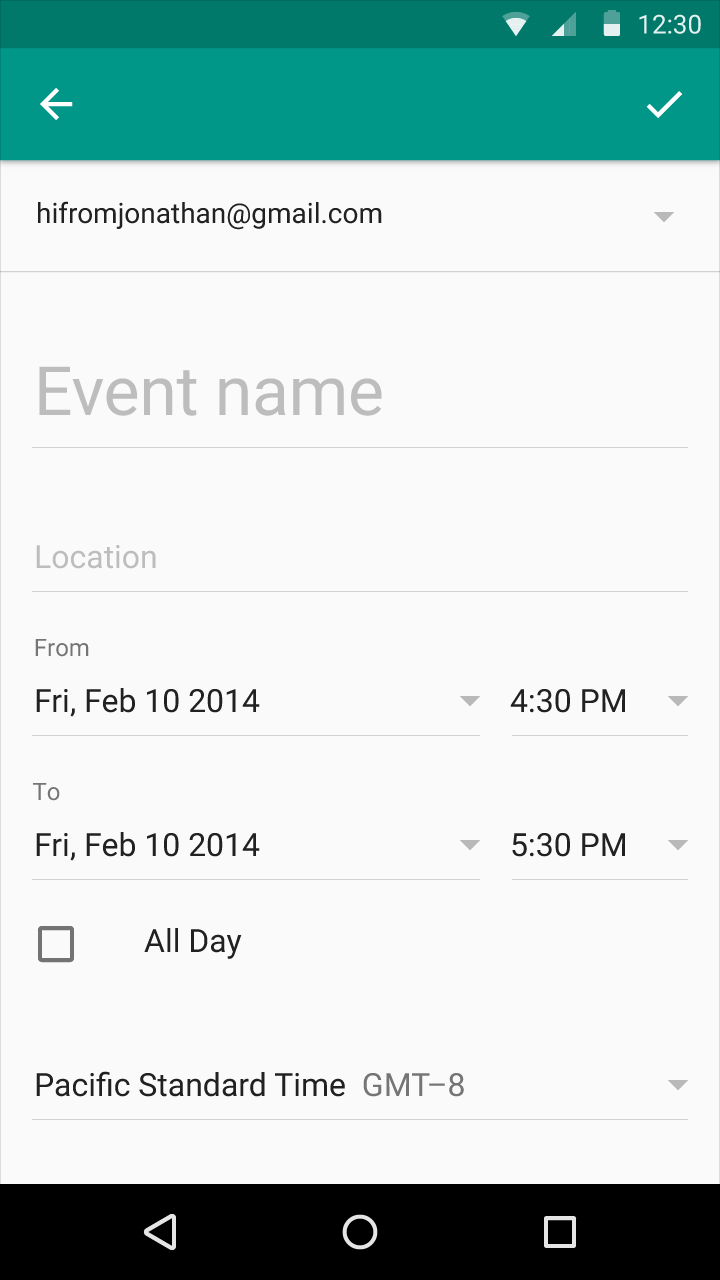 12:30
hifromjonathan@gmail.com
Event name
Location
From
Fri, Feb 10 2014 4:30 PM
To
Fri, Feb 10 2014 5:30 PM
All Day
Pacific Standard Time GMT−8